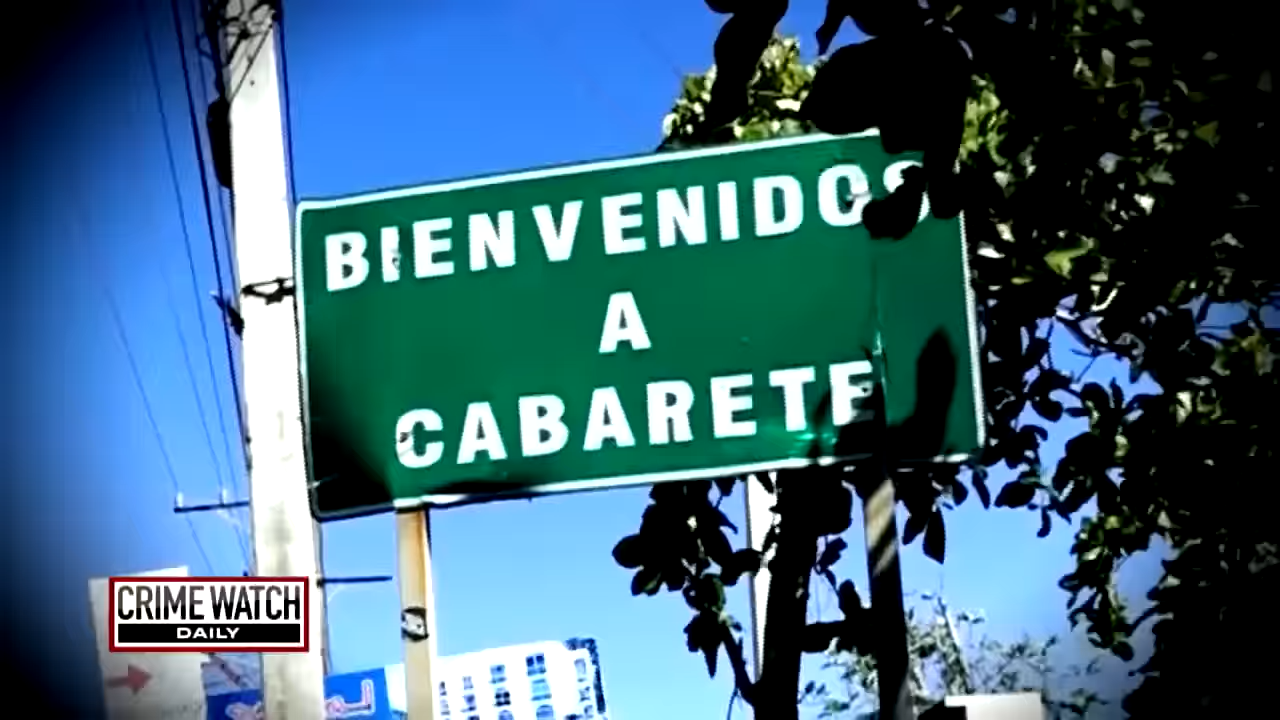 BIENVENIDOS
A
CABARETE
CRIME WATCH
DAILY